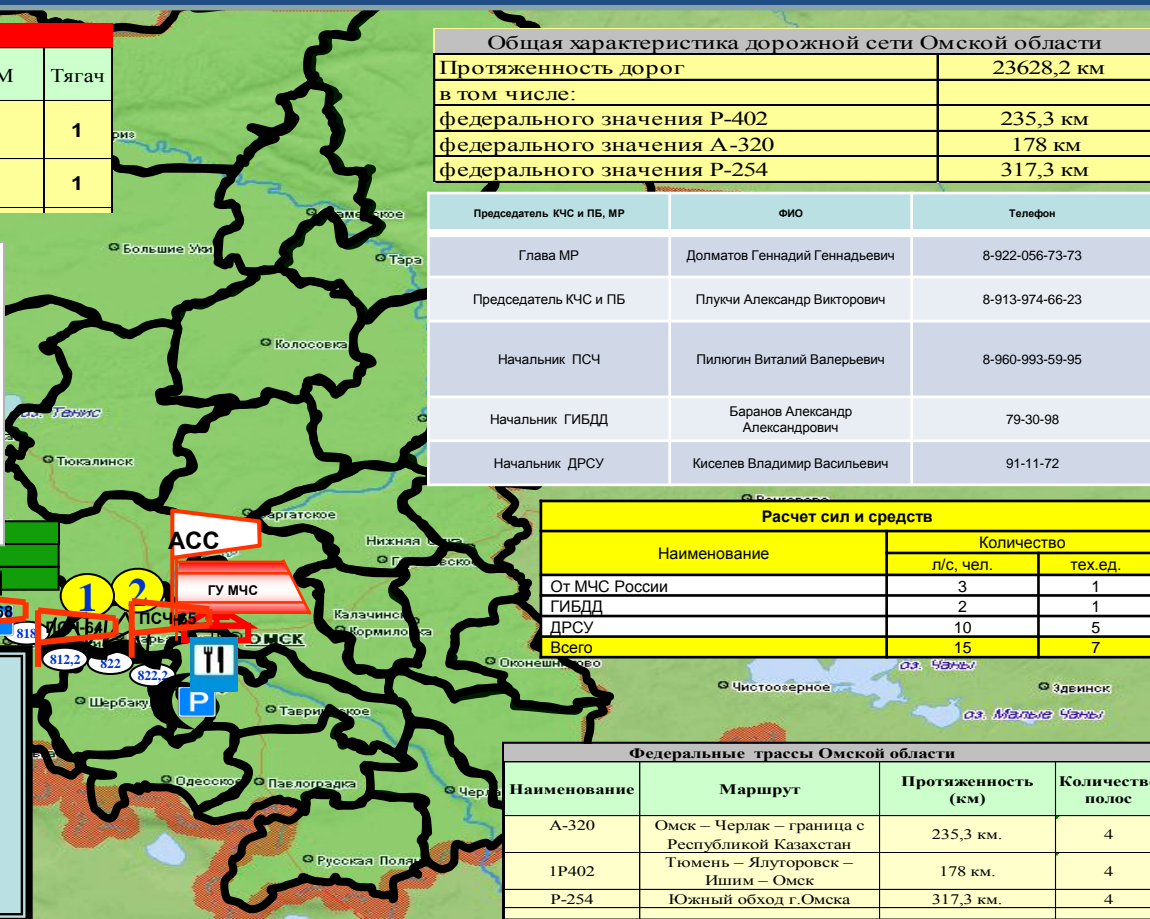 М Тягач
1
1
Общая характеристика дорожной сети Омской области
Протяженность дорог 23628,2 км
в том числе:
федерального значения Р-402 235,3 км
федерального значения А-320 178 км
федерального значения Р-254 317,3 км
Председатель КЧС и ПБ, МР ФИО Телефон
Глава МР Долматов Геннадий Геннадьевич 8-922-056-73-73
Председатель КЧС и ПБ Плукчи Александр Викторович 8-913-974-66-23
Начальник ПСЧ Пилюгин Виталий Валерьевич 8-960-993-59-95
Начальник ГИБДД Баранов Александр Александрович 79-30-98
Начальник ДРСУ Киселев Владимир Васильевич 91-11-72
Большие Уки
Тара
Колосовка
оз. Тенис
Тюкалинск
Нижняя
АСС
ГУ МЧС
1 2
ПСЧ-64
ПСЧ-65
68
818
812,2
822
822,2
ОМСК
Р
Калачинск
Кормиловка
Оконешниково
Щербаку
Таврическое
Одесское
Павлоградка
Черла
Русская Поляна
Чистоозерное
оз. Чаны
Здвинск
оз. Малые Чаны
Расчет сил и средств
Наименование Количество
л/с, чел. тех.ед.
От МЧС России 3 1
ГИБДД 2 1
ДРСУ 10 5
Всего 15 7
Федеральные трассы Омской области
Наименование Маршрут Протяженность (км) Количество полос
А-320 Омск – Черлак – граница с Республикой Казахстан 235,3 км. 4
1Р402 Тюмень – Ялуторовск – Ишим – Омск 178 км. 4
Р-254 Южный обход г.Омска 317,3 км. 4